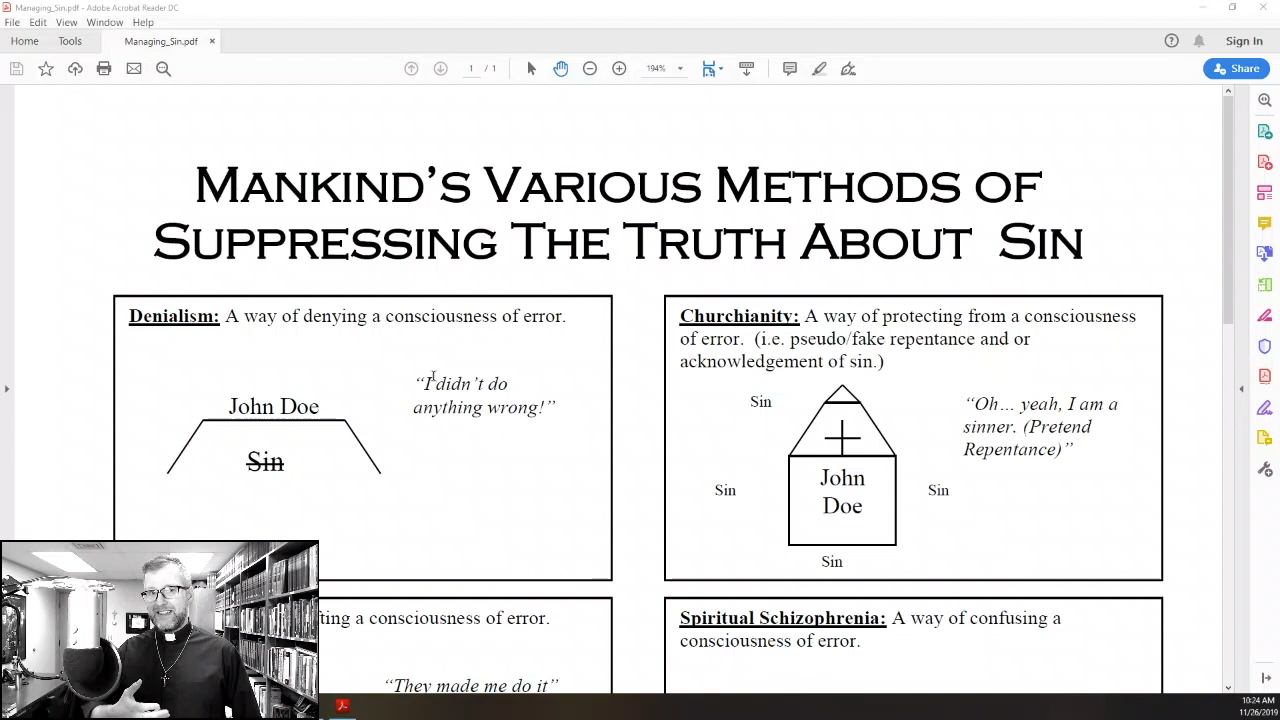 Managing_Sin.pdf - Adobe Acrobat Reader DC
File Edit View Window Help
Home Tools Managing_Sin.pdf × Sign In
1 / 1 194% Share
MANKIND'S VARIOUS METHODS OF
SUPPRESSING THE TRUTH ABOUT SIN
Denialism: A way of denying a consciousness of error.
"I didn't do
anything wrong!"
John Doe
Sin
Churchianity: A way of protecting from a consciousness
of error. (i.e. pseudo/fake repentance and or
acknowledgement of sin.)
Sin
"Oh… yeah, I am a
sinner. (Pretend
Repentance)"
John
Doe
Sin
Sin
Sin
ting a consciousness of error.
"They made me do it"
Spiritual Schizophrenia: A way of confusing a
consciousness of error.
10:24 AM
11/26/2019